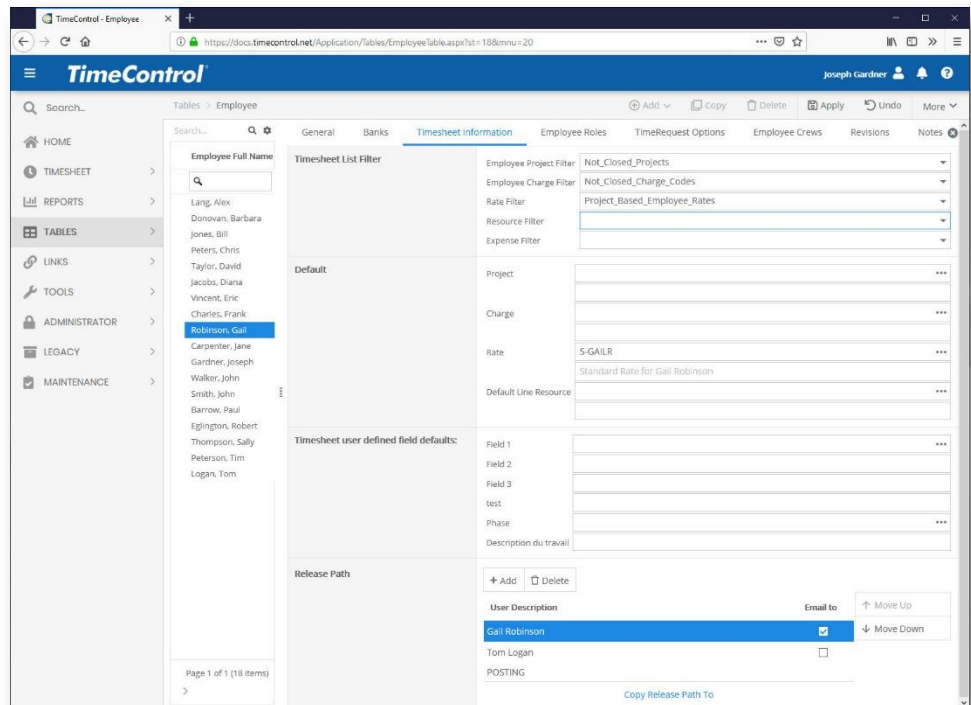 TimeControl - Employee
https://docs.timecontrol.net/Application/Tables/EmployeeTable.aspx?st=18&mnu=20
TimeControl
Joseph Gardner
Search...
Tables > Employee
Add
Copy
Delete
Apply
Undo
More
HOME
TIMESHEET
REPORTS
TABLES
LINKS
TOOLS
ADMINISTRATOR
LEGACY
MAINTENANCE
Search...
Employee Full Name
Lang, Alex
Donovan, Barbara
Jones, Bill
Peters, Chris
Taylor, David
Jacobs, Diana
Vincent, Eric
Charles, Frank
Robinson, Gail
Carpenter, Jane
Gardner, Joseph
Walker, John
Smith, John
Barrow, Paul
Eglington, Robert
Thompson, Sally
Peterson, Tim
Logan, Tom
Page 1 of 1 (18 items)
General Banks Timesheet Information Employee Roles TimeRequest Options Employee Crews Revisions Notes
Timesheet List Filter
Employee Project Filter Not_Closed_Projects
Employee Charge Filter Not_Closed_Charge_Codes
Rate Filter Project_Based_Employee_Rates
Resource Filter
Expense Filter
Default
Project
Charge
Rate S-GAILR
Standard Rate for Gail Robinson
Default Line Resource
Timesheet user defined field defaults:
Field 1
Field 2
Field 3
test
Phase
Description du travail
Release Path
+ Add Delete
User Description Email to
Gail Robinson
Tom Logan
POSTING
Move Up
Move Down
Copy Release Path To